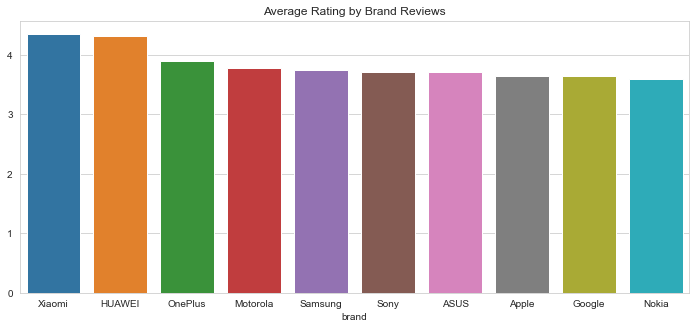 Average Rating by Brand Reviews
4
3
2
1
0
Xiaomi HUAWEI OnePlus Motorola Samsung Sony ASUS Apple Google Nokia
brand